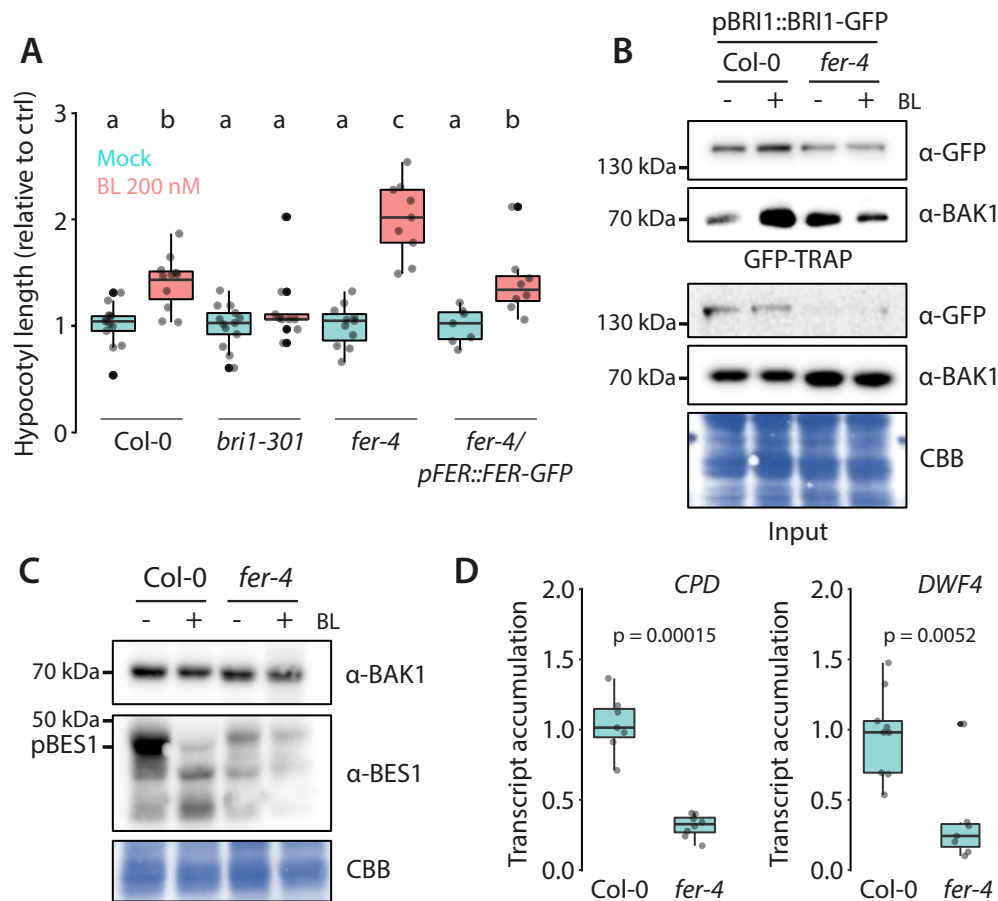 A
Hypocotyl length (relative to ctrl)
3
2
1
0
a b a a a c a b
Mock
BL 200 nM
Col-0 bri1-301 fer-4 fer-4/
pFER::FER-GFP
B
pBRI1::BRI1-GFP
Col-0 fer-4
- + - + BL
130 kDa α-GFP
70 kDa α-BAK1
GFP-TRAP
130 kDa α-GFP
70 kDa α-BAK1
CBB
Input
C
Col-0 fer-4
- + - + BL
70 kDa α-BAK1
50 kDa
pBES1 α-BES1
CBB
D
Transcript accumulation
CPD
2.0
p = 0.00015
1.5
1.0
0.5
0.0
Col-0 fer-4
Transcript accumulation
DWF4
2.0
p = 0.0052
1.5
1.0
0.5
0.0
Col-0 fer-4